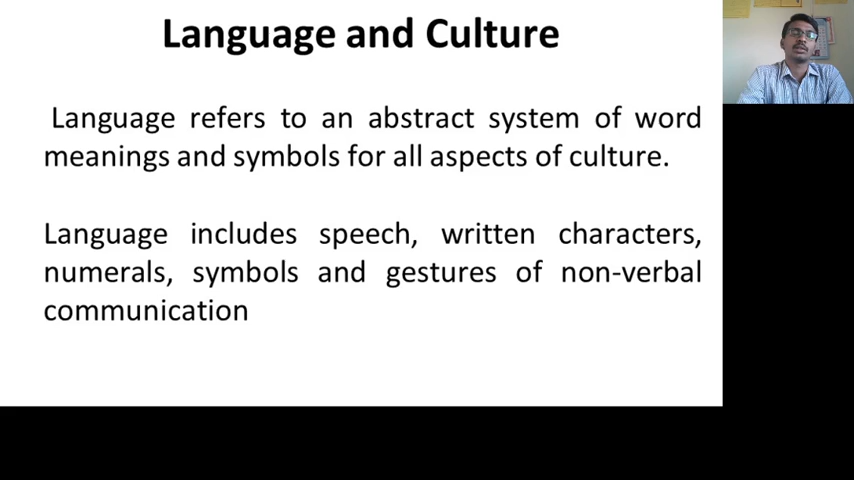 Language and Culture
Language refers to an abstract system of word
meanings and symbols for all aspects of culture.
Language includes speech, written characters,
numerals, symbols and gestures of non-verbal
communication